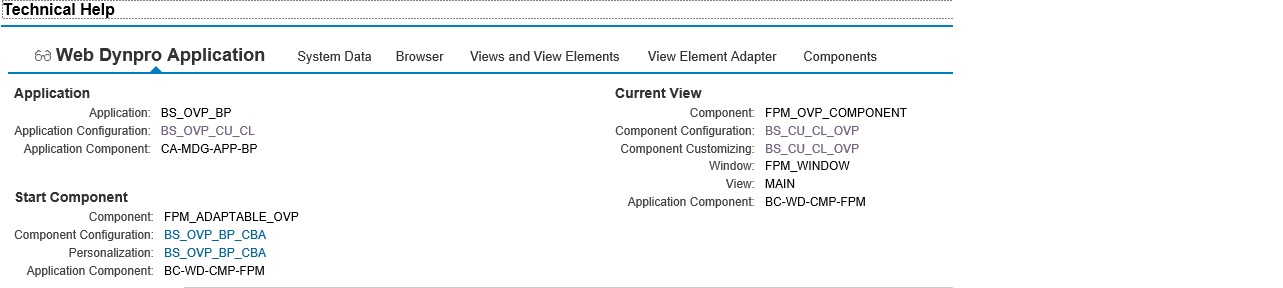 Technical Help
Web Dynpro Application System Data Browser Views and View Elements View Element Adapter Components
Application
Application: BS_OVP_BP
Application Configuration: BS_OVP_CU_CL
Application Component: CA-MDG-APP-BP
Start Component
Component: FPM_ADAPTABLE_OVP
Component Configuration: BS_OVP_BP_CBA
Personalization: BS_OVP_BP_CBA
Application Component: BC-WD-CMP-FPM
Current View
Component: FPM_OVP_COMPONENT
Component Configuration: BS_CU_CL_OVP
Component Customizing: BS_CU_CL_OVP
Window: FPM_WINDOW
View: MAIN
Application Component: BC-WD-CMP-FPM